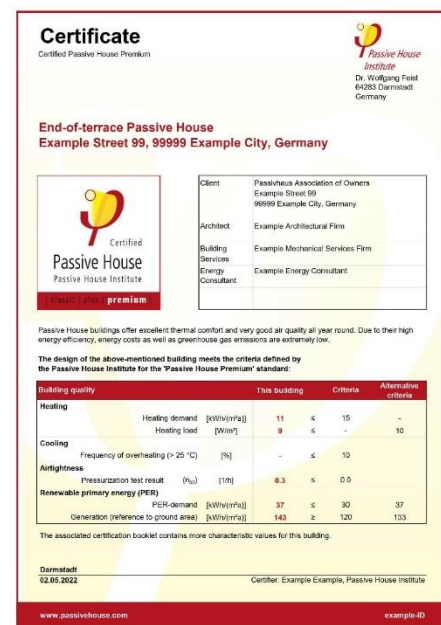 Certificate
Certified Passive House Premium
Passive House
Institute
Dr. Wolfgang Feist
64283 Darmstadt
Germany
End-of-terrace Passive House
Example Street 99, 99999 Example City, Germany
Certified
Passive House
Passive House Institute
classic | plus | premium
Client Passivhaus Association of Owners
Example Street 99
99999 Example City, Germany
Architect Example Architectural Firm
Building Services Example Mechanical Services Firm
Energy Consultant Example Energy Consultant
Passive House buildings offer excellent thermal comfort and very good air quality all year round. Due to their high
energy efficiency, energy costs as well as greenhouse gas emissions are extremely low.
The design of the above-mentioned building meets the criteria defined by
the Passive House Institute for the 'Passive House Premium' standard:
Building quality This building Criteria Alternative criteria
Heating
Heating demand [kWh/(m²a)] 11 ≤ 15 -
Heating load [W/m²] 9 ≤ - 10
Cooling
Frequency of overheating (> 25 °C) [%] - ≤ 10
Airtightness
Pressurization test result (n50) [1/h] 0.3 ≤ 0.0
Renewable primary energy (PER)
PER-demand [kWh/(m²a)] 37 ≤ 30 37
Generation (reference to ground area) [kWh/(m²a)] 143 ≥ 120 133
The associated certification booklet contains more characteristic values for this building.
Darmstadt
02.05.2022 Certifier: Example Example, Passive House Institute
www.passivehouse.com example-ID